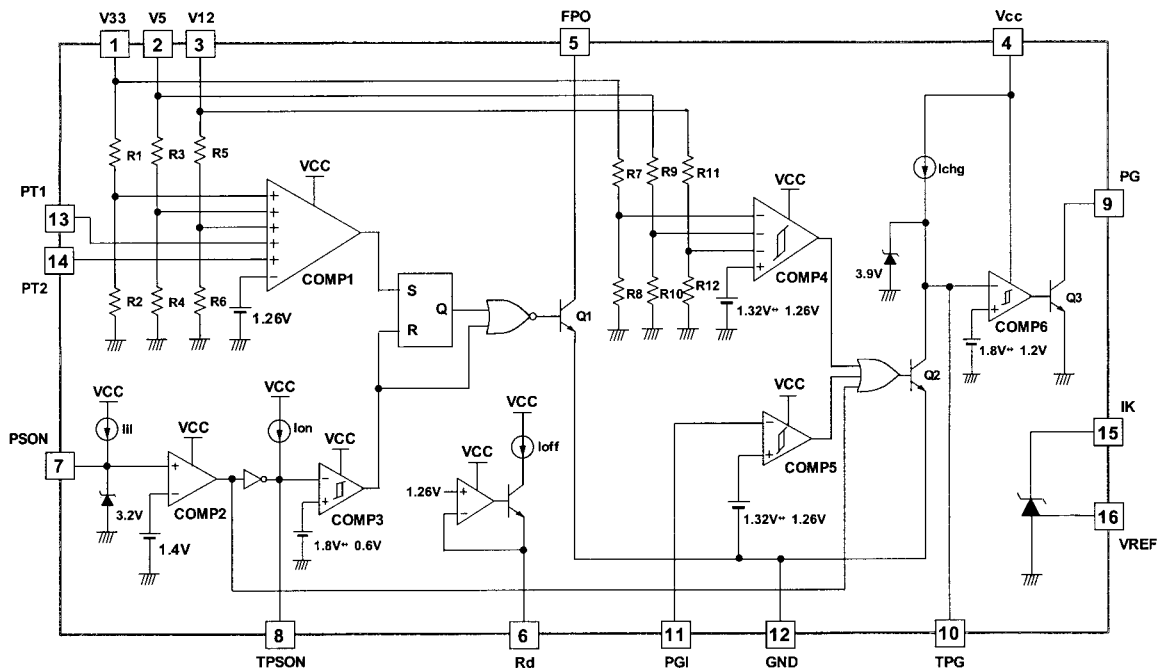 V33 V5 V12 FPO Vcc
1 2 3 5 4
R1 R3 R5 R7 R9 R11 Ichg
VCC VCC
PT1 PG
13 9
+ + + + + −
− − − +
14
PT2
COMP1 COMP4 3.9V
R2 R4 R6 R8 R10 R12
1.26V S Q Q1 − + Q3
R 1.32V↔ 1.26V COMP6
1.8V↔ 1.2V
VCC VCC VCC Q2
IK
PSON Iil VCC Ion VCC VCC 15
7 + − − + Ioff − +
VCC COMP5
3.2V COMP2 COMP3 1.26V + −
1.4V 1.8V↔ 0.6V 1.32V↔ 1.26V 16
VREF
8 6 11 12 10
TPSON Rd PGI GND TPG